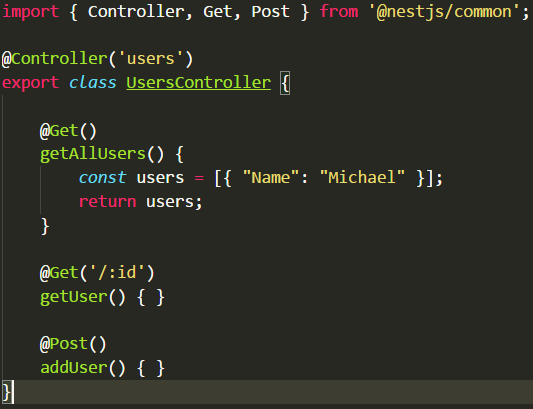 import { Controller, Get, Post } from '@nestjs/common';
@Controller('users')
export class UsersController {
@Get()
getAllUsers() {
const users = [{ "Name": "Michael" }];
return users;
}
@Get('/:id')
getUser() { }
@Post()
addUser() { }
}